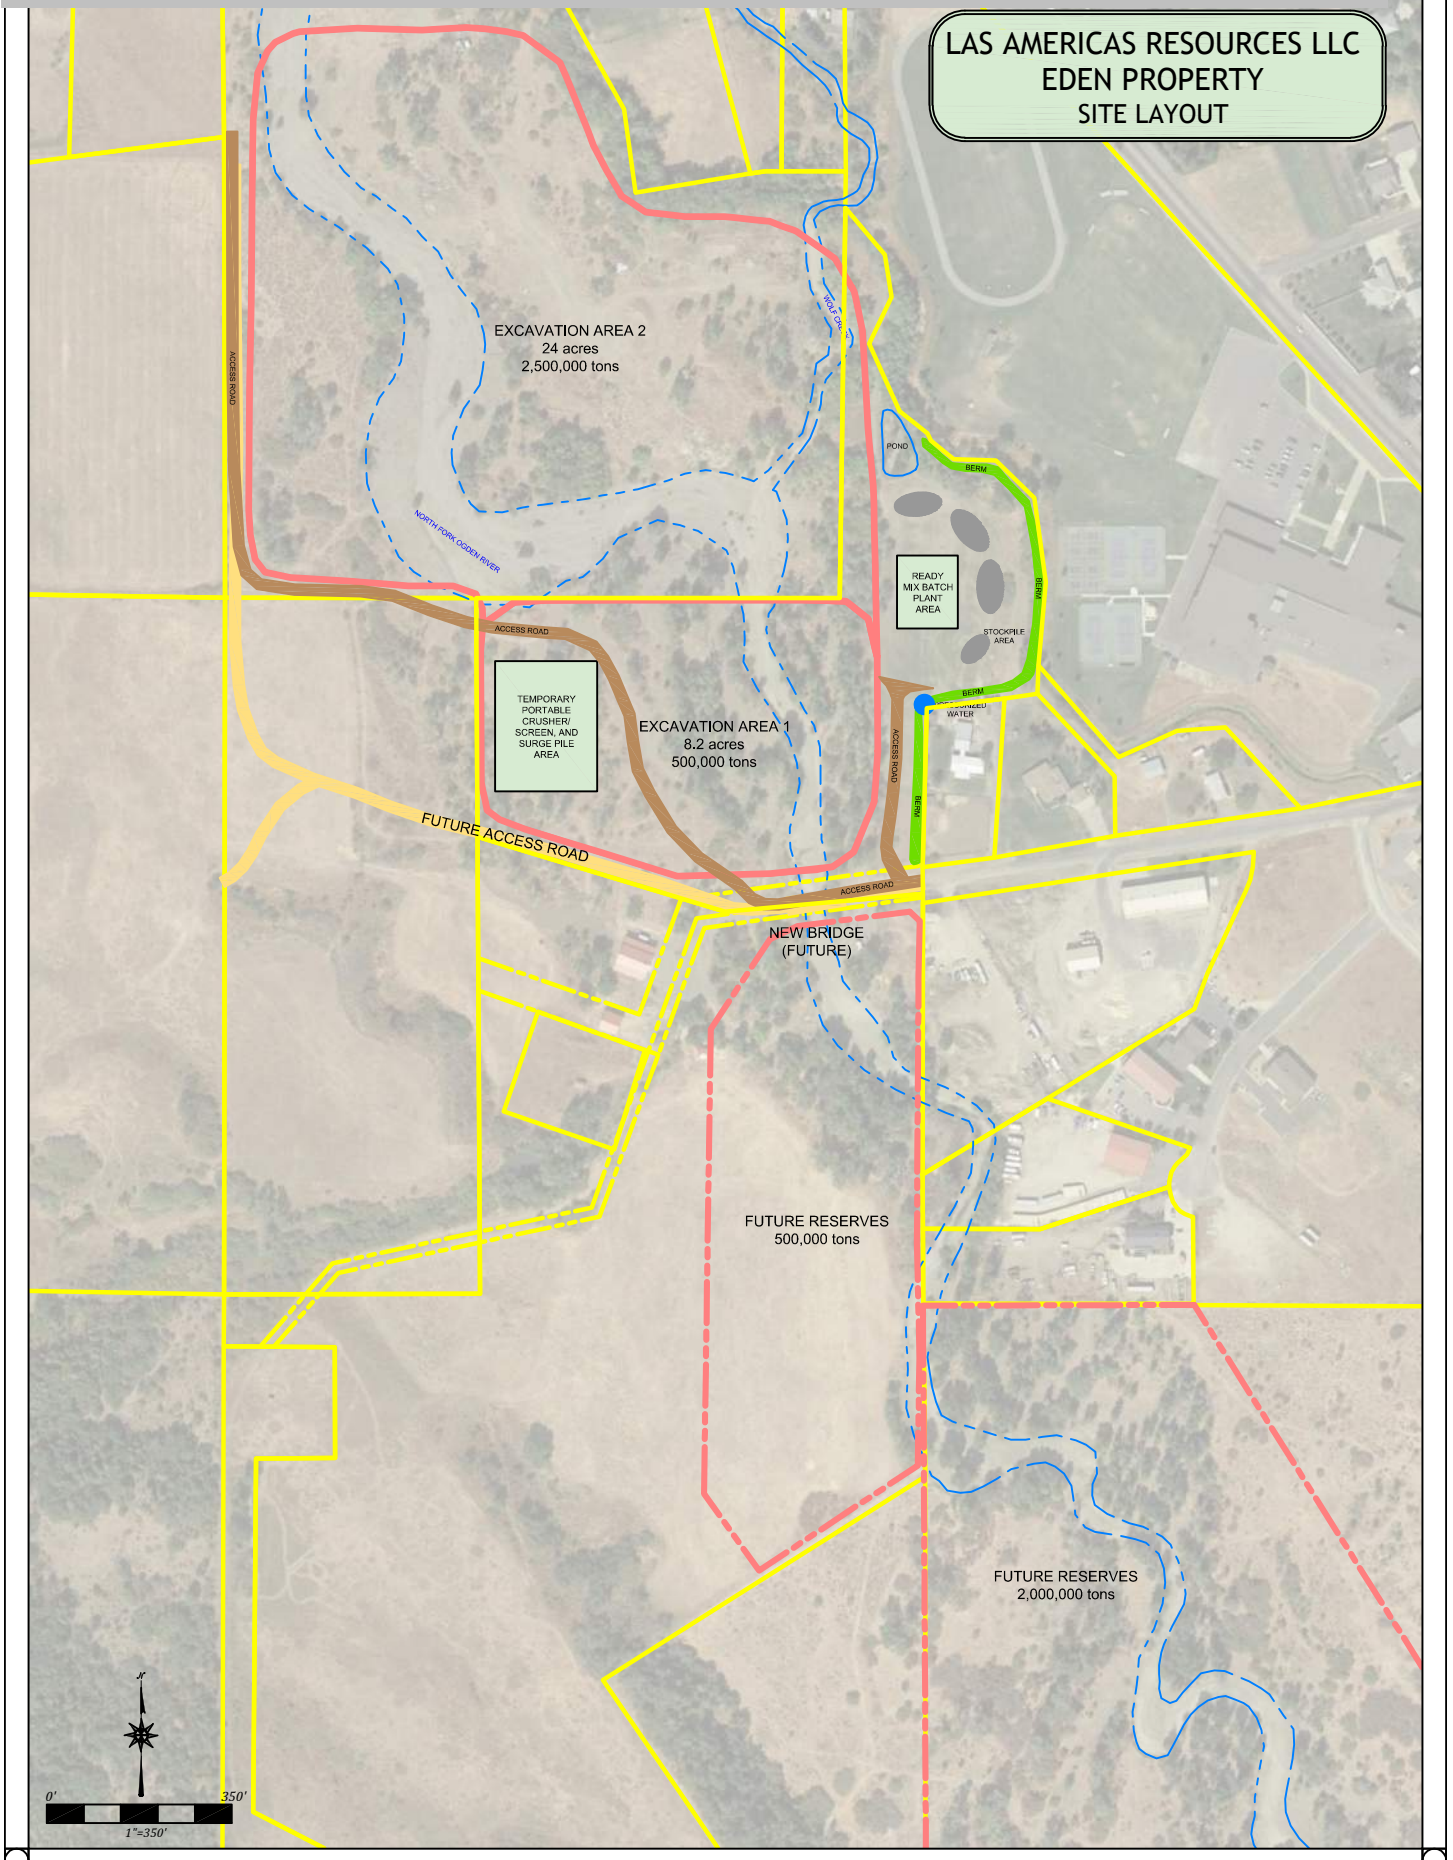 LAS AMERICAS RESOURCES LLC
EDEN PROPERTY
SITE LAYOUT
WOLF
EXCAVATION AREA 2
24 acres
2,500,000 tons
ACCESS ROAD
POND
BERM
NORTH FORK OGDEN RIVER
READY
MIX BATCH
PLANT
AREA
BERM
STOCKPILE
AREA
ACCESS ROAD
TEMPORARY
PORTABLE
CRUSHER/
SCREEN, AND
SURGE PILE
AREA
BERM
WATER
EXCAVATION AREA 1
8.2 acres
500,000 tons
ACCESS ROAD
BERM
FUTURE ACCESS ROAD
ACCESS ROAD
NEW BRIDGE
(FUTURE)
FUTURE RESERVES
500,000 tons
FUTURE RESERVES
2,000,000 tons
N
0'
350'
1"=350'